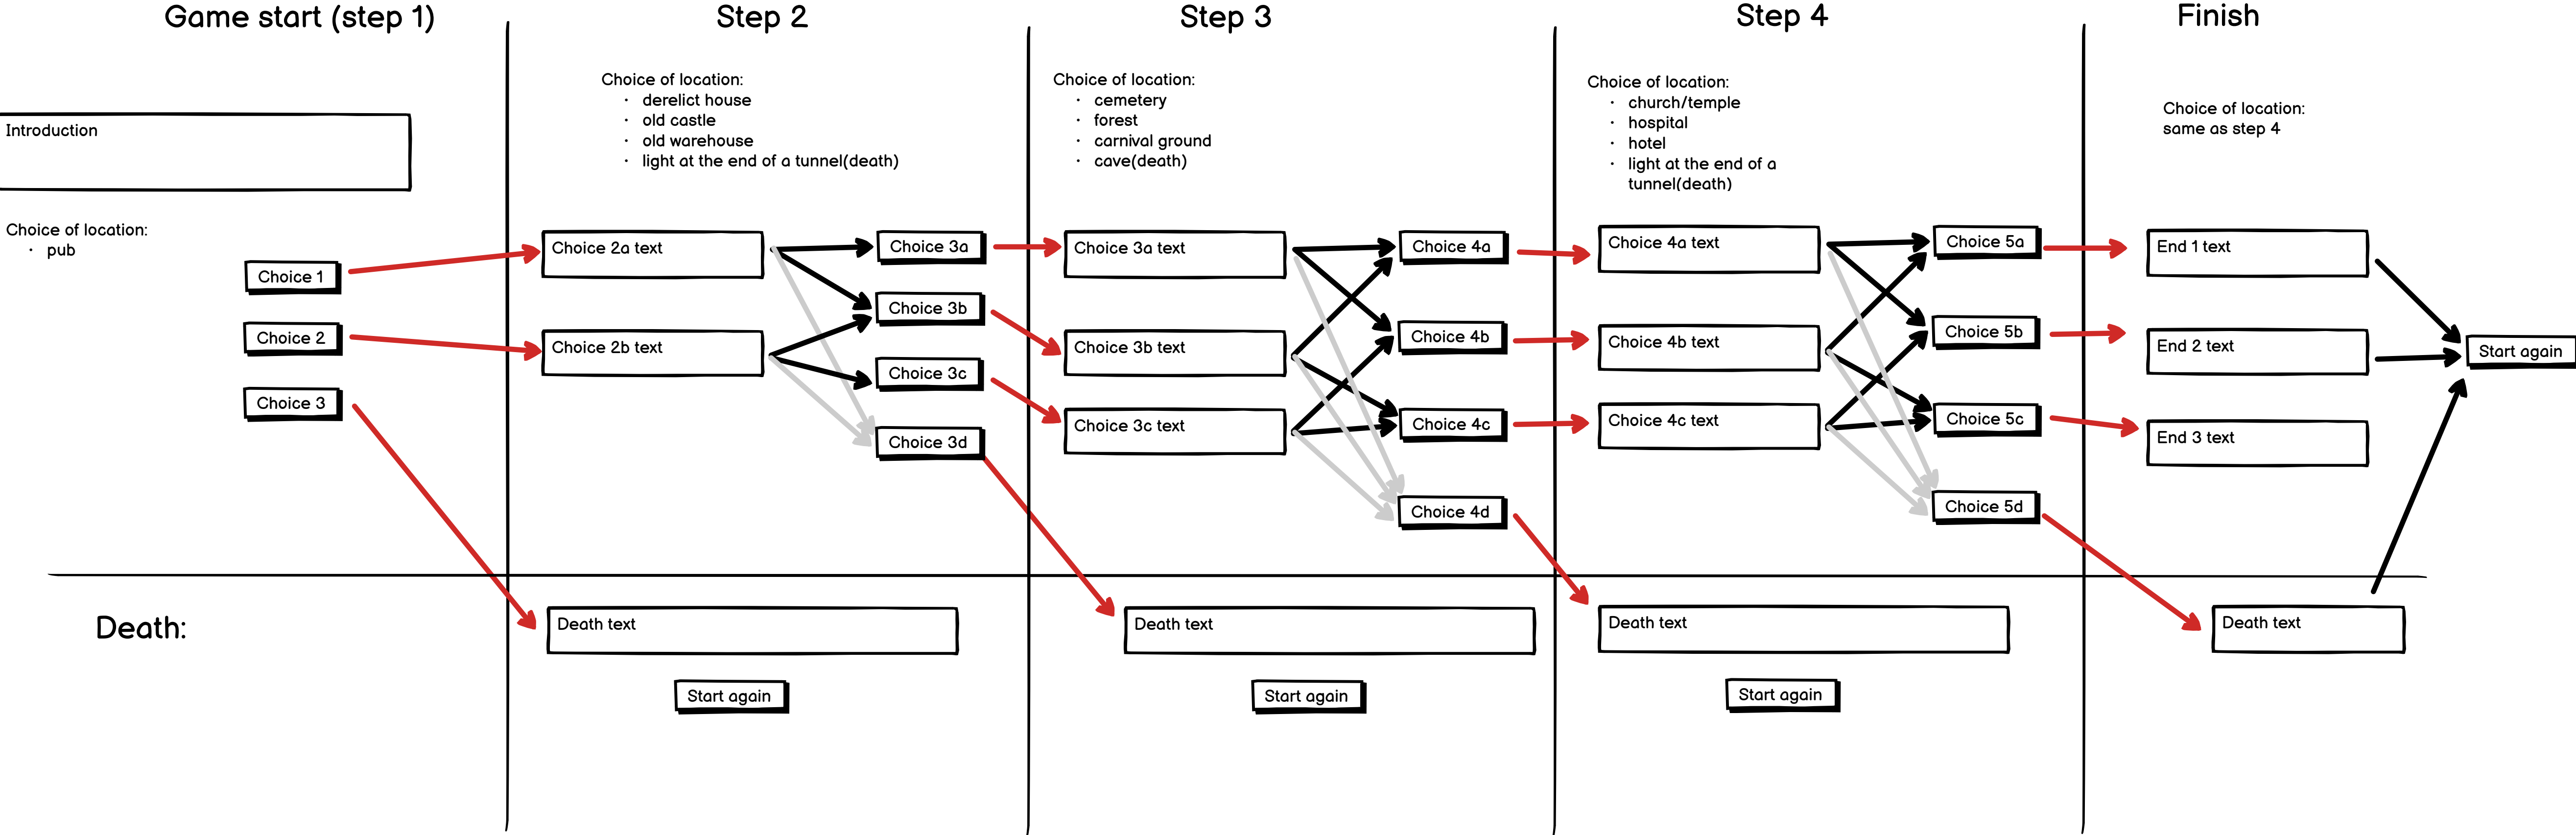 Game start (step 1)
Introduction
Choice of location:
· pub
Choice 1
Choice 2
Choice 3
Step 2
Choice of location:
· derelict house
· old castle
· old warehouse
· light at the end of a tunnel(death)
Choice 2a text
Choice 2b text
Choice 3a
Choice 3b
Choice 3c
Choice 3d
Step 3
Choice of location:
· cemetery
· forest
· carnival ground
· cave(death)
Choice 3a text
Choice 3b text
Choice 3c text
Choice 4a
Choice 4b
Choice 4c
Choice 4d
Step 4
Choice of location:
· church/temple
· hospital
· hotel
· light at the end of a
tunnel(death)
Choice 4a text
Choice 4b text
Choice 4c text
Choice 5a
Choice 5b
Choice 5c
Choice 5d
Finish
Choice of location:
same as step 4
End 1 text
End 2 text
End 3 text
Start again
Death:
Death text
Start again
Death text
Start again
Death text
Start again
Death text